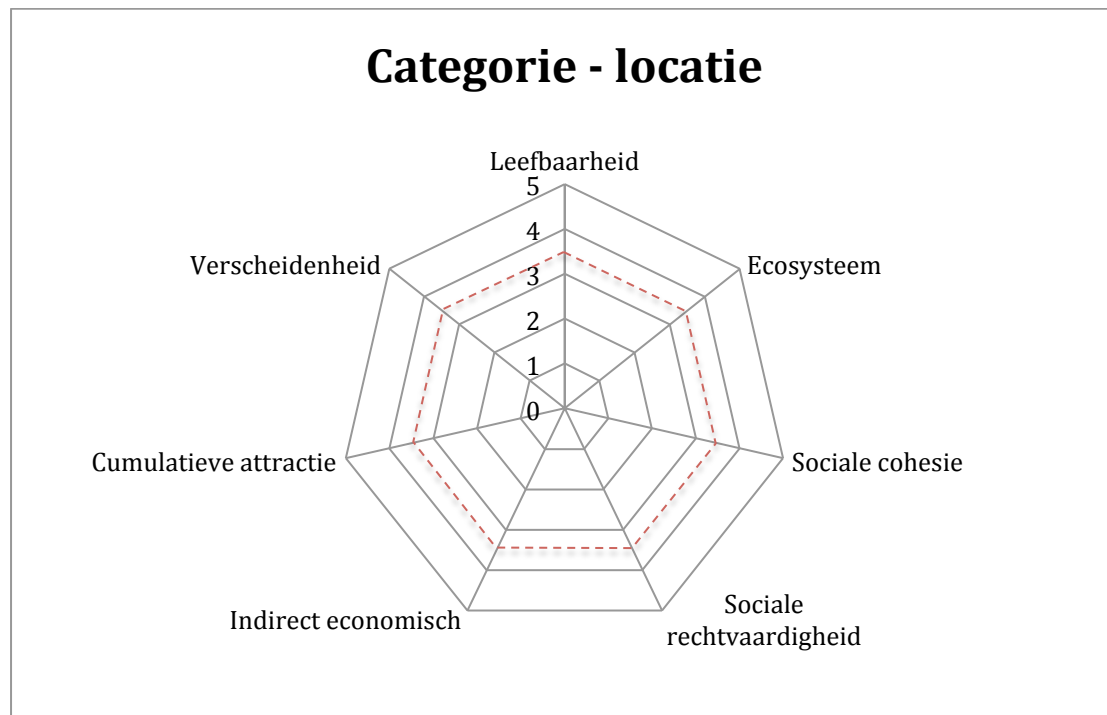 Categorie - locatie
Leefbaarheid
5
4
3
2
1
0
Verscheidenheid
Ecosysteem
Cumulatieve attractie
Sociale cohesie
Indirect economisch
Sociale
rechtvaardigheid